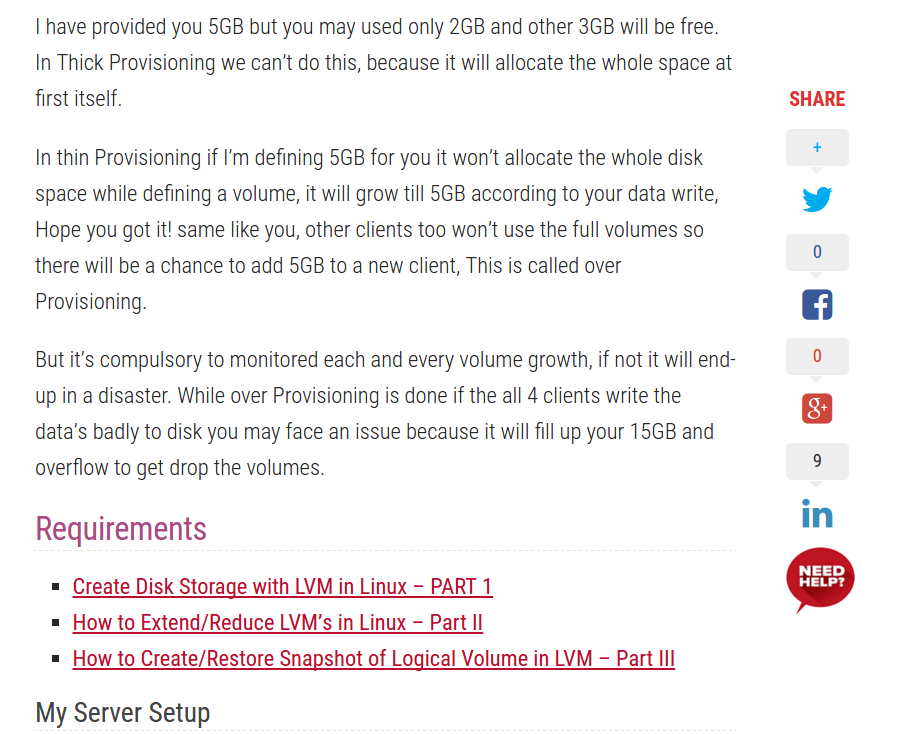 I have provided you 5GB but you may used only 2GB and other 3GB will be free.
In Thick Provisioning we can’t do this, because it will allocate the whole space at
first itself.
In thin Provisioning if I’m defining 5GB for you it won’t allocate the whole disk
space while defining a volume, it will grow till 5GB according to your data write,
Hope you got it! same like you, other clients too won’t use the full volumes so
there will be a chance to add 5GB to a new client, This is called over
Provisioning.
But it’s compulsory to monitored each and every volume growth, if not it will end-
up in a disaster. While over Provisioning is done if the all 4 clients write the
data’s badly to disk you may face an issue because it will fill up your 15GB and
overflow to get drop the volumes.
Requirements
Create Disk Storage with LVM in Linux – PART 1
How to Extend/Reduce LVM’s in Linux – Part II
How to Create/Restore Snapshot of Logical Volume in LVM – Part III
My Server Setup
SHARE
+
0
0
g+
9
in
NEED
HELP?